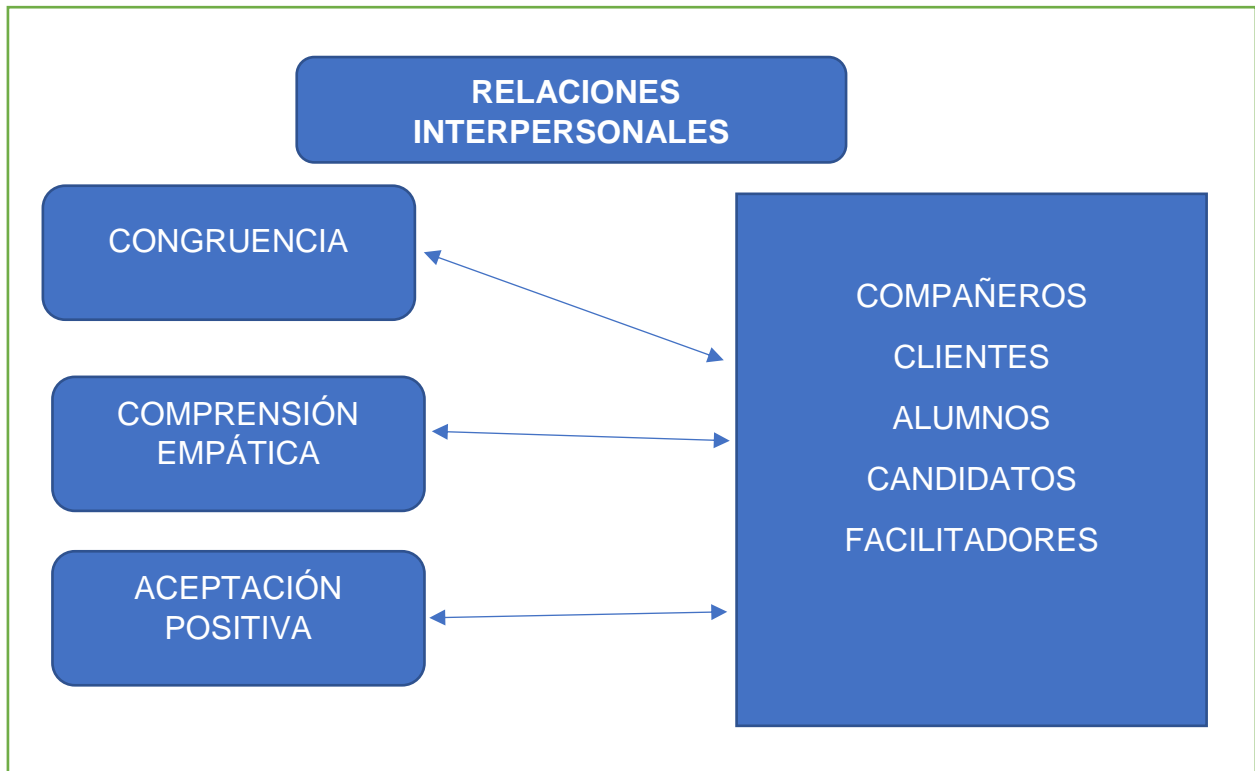 RELACIONES
INTERPERSONALES
CONGRUENCIA
COMPRENSIÓN
EMPÁTICA
ACEPTACIÓN
POSITIVA
COMPAÑEROS
CLIENTES
ALUMNOS
CANDIDATOS
FACILITADORES